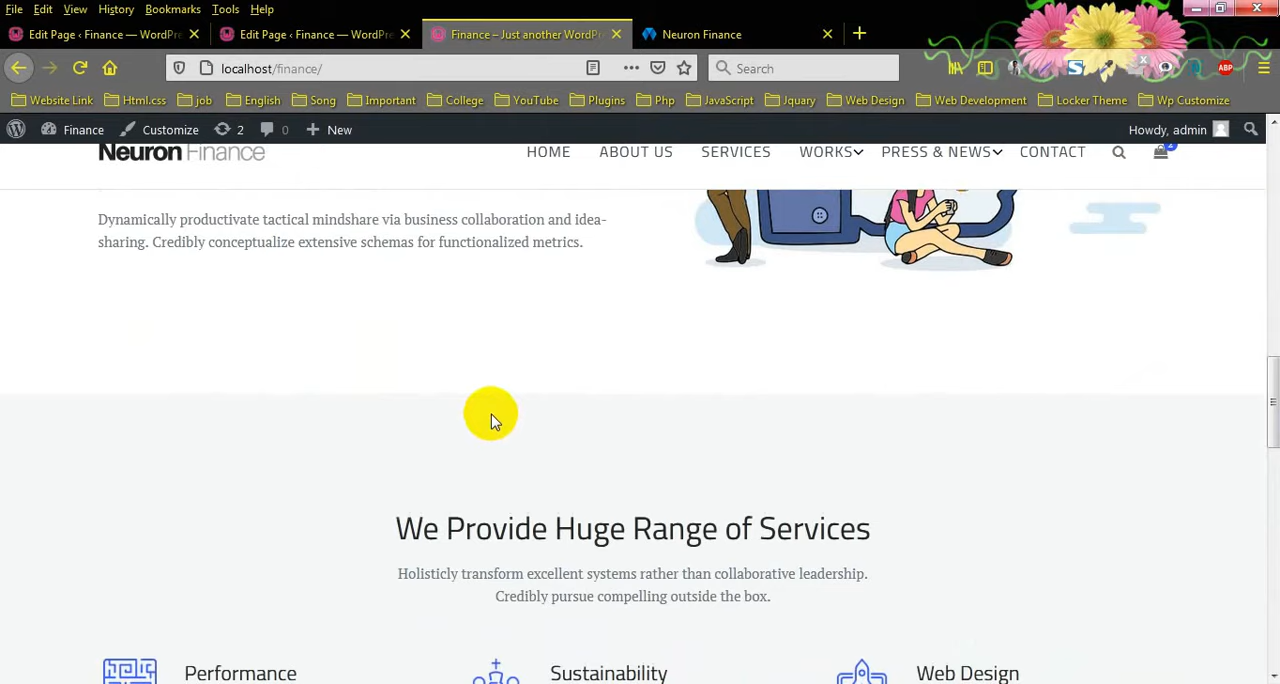 File Edit View History Bookmarks Tools Help
Edit Page ‹ Finance — WordPre
Edit Page ‹ Finance — WordPre
Finance – Just another WordPr
Neuron Finance
localhost/finance/
Search
ABP
Website Link Html.css job English Song Important College YouTube Plugins Php JavaScript Jquary Web Design Web Development Locker Theme Wp Customize
Finance Customize 2 0 New Howdy, admin
Neuron Finance HOME ABOUT US SERVICES WORKS PRESS & NEWS CONTACT 2
Dynamically productivate tactical mindshare via business collaboration and idea-
sharing. Credibly conceptualize extensive schemas for functionalized metrics.
We Provide Huge Range of Services
Holisticly transform excellent systems rather than collaborative leadership.
Credibly pursue compelling outside the box.
Performance Sustainability Web Design